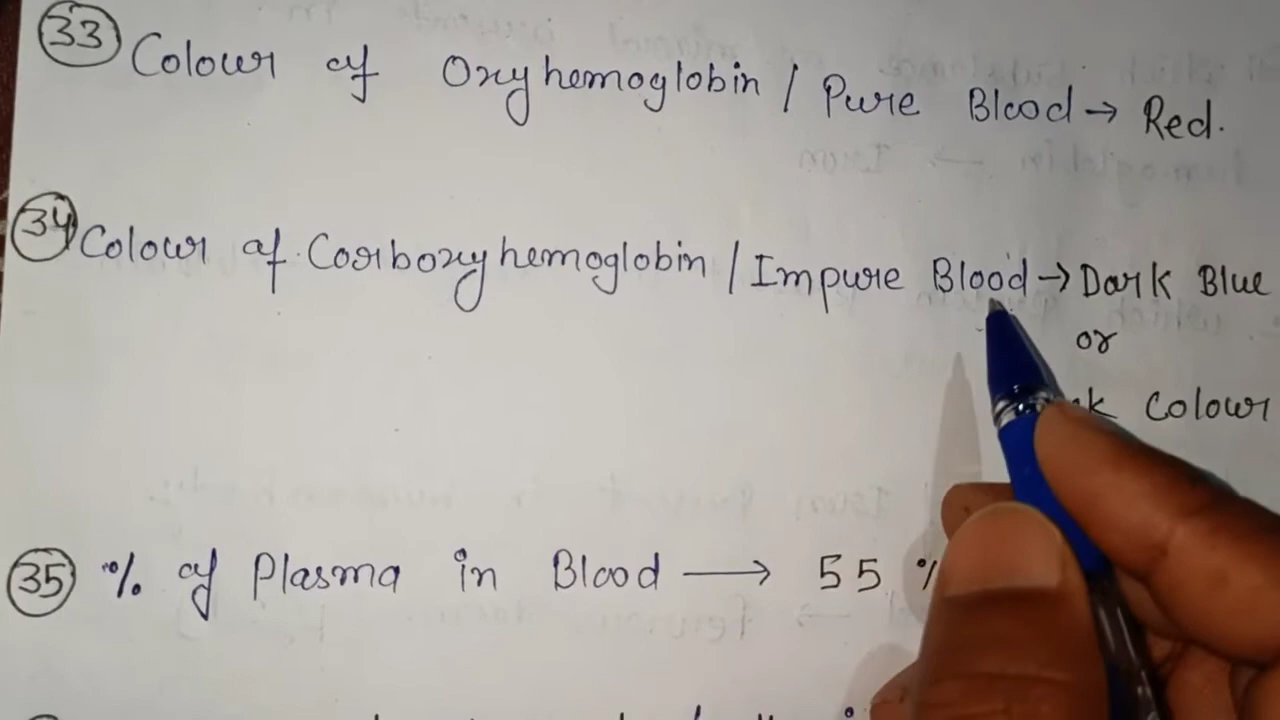 33 Colour of Oxyhemoglobin / Pure Blood → Red.
34 Colour of Carboxyhemoglobin / Impure Blood → Dark Blue
or
Colour
35 % of Plasma in Blood → 55 %